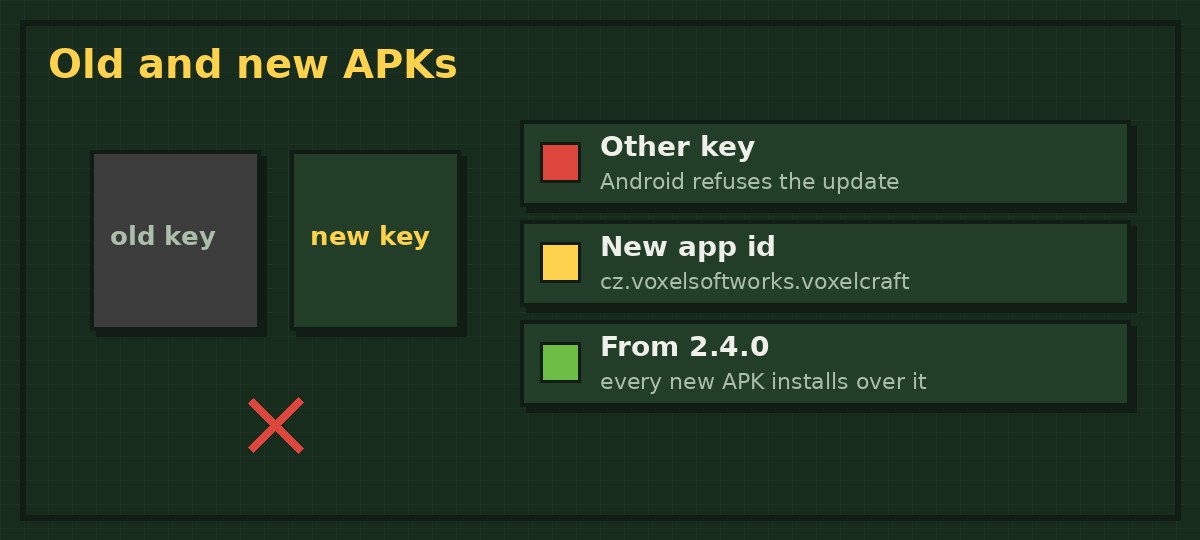 Old and new APKs
old key
new key
Other key
Android refuses the update
New app id
cz.voxelsoftworks.voxelcraft
From 2.4.0
every new APK installs over it